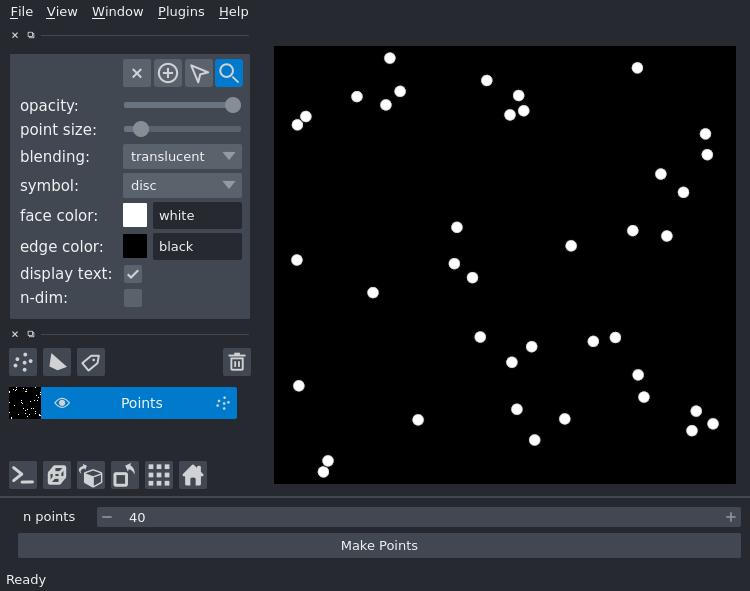 File View Window Plugins Help
opacity:
point size:
blending: translucent
symbol: disc
face color: white
edge color: black
display text:
n-dim:
Points
n points 40
Make Points
Ready